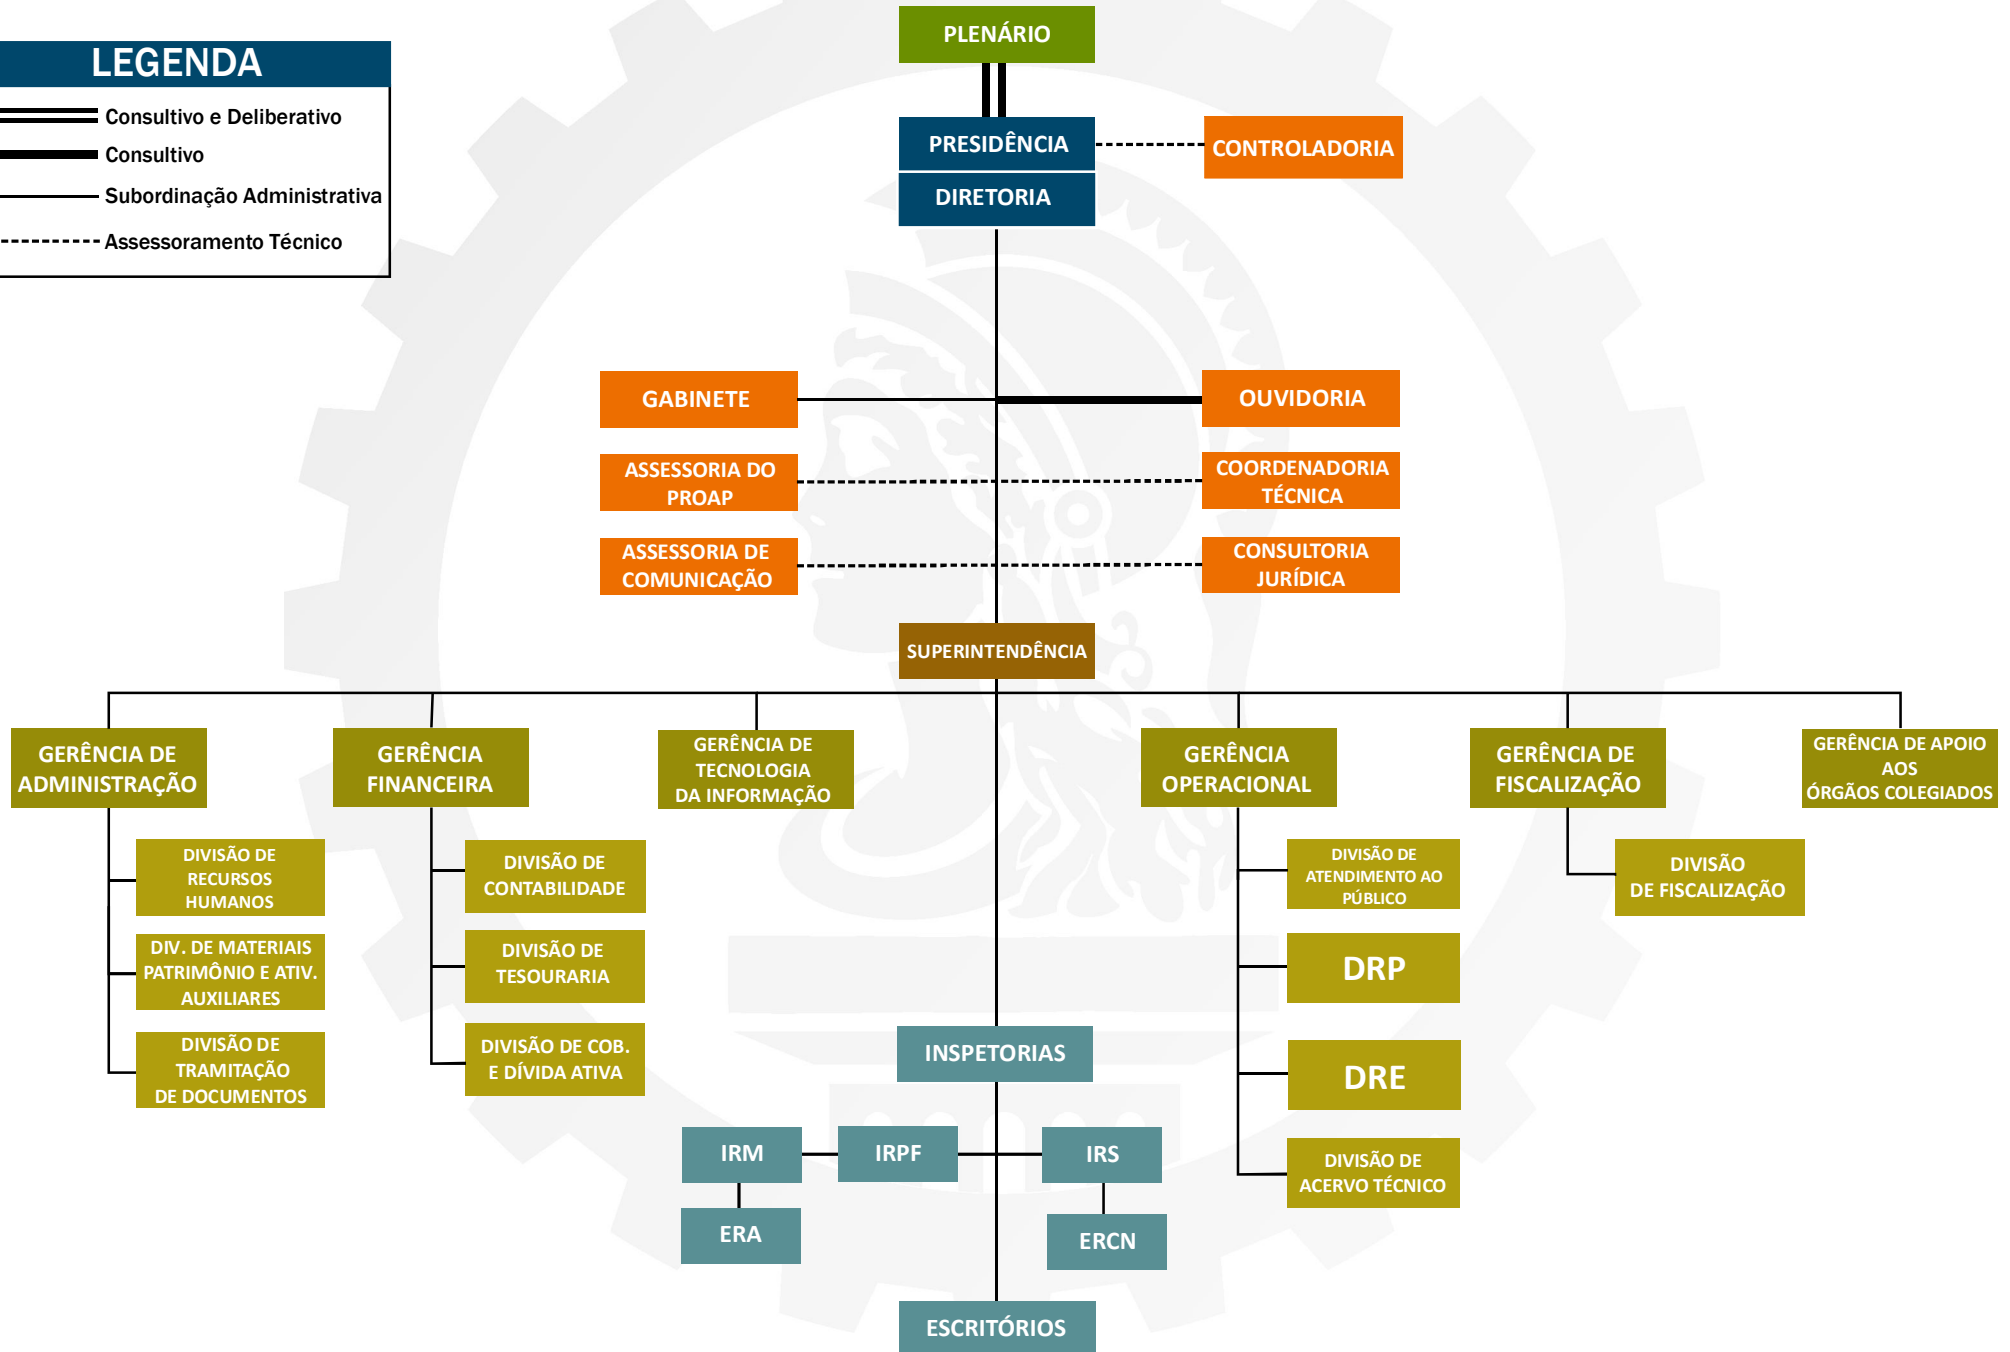 PLENÁRIO
LEGENDA
Consultivo e Deliberativo
Consultivo
Subordinação Administrativa
Assessoramento Técnico
PRESIDÊNCIA
CONTROLADORIA
DIRETORIA
GABINETE
OUVIDORIA
ASSESSORIA DO
PROAP
COORDENADORIA
TÉCNICA
ASSESSORIA DE
COMUNICAÇÃO
CONSULTORIA
JURÍDICA
SUPERINTENDÊNCIA
GERÊNCIA DE
ADMINISTRAÇÃO
GERÊNCIA
FINANCEIRA
GERÊNCIA DE
TECNOLOGIA
DA INFORMAÇÃO
GERÊNCIA
OPERACIONAL
GERÊNCIA DE
FISCALIZAÇÃO
GERÊNCIA DE APOIO
AOS
ÓRGÃOS COLEGIADOS
DIVISÃO DE
RECURSOS
HUMANOS
DIV. DE MATERIAIS
PATRIMÔNIO E ATIV.
AUXILIARES
DIVISÃO DE
TRAMITAÇÃO
DE DOCUMENTOS
DIVISÃO DE
CONTABILIDADE
DIVISÃO DE
TESOURARIA
DIVISÃO DE COB.
E DÍVIDA ATIVA
DIVISÃO DE
ATENDIMENTO AO
PÚBLICO
DRP
DRE
DIVISÃO DE
ACERVO TÉCNICO
DIVISÃO
DE FISCALIZAÇÃO
INSPETORIAS
IRM
IRPF
IRS
ERA
ERCN
ESCRITÓRIOS